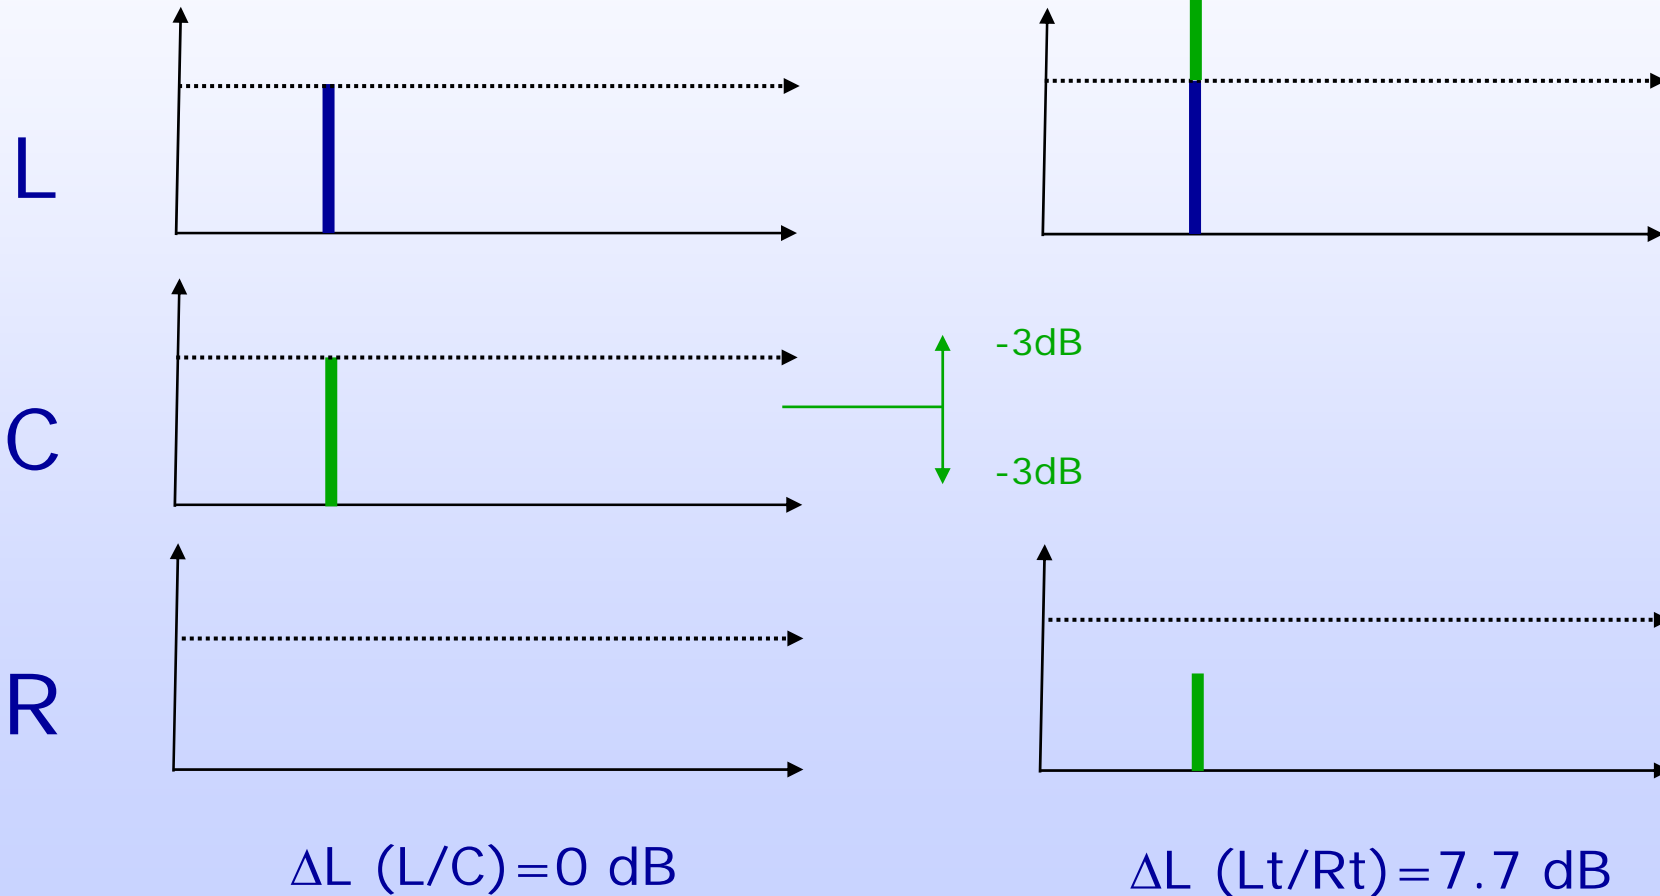 L
C
-3dB
-3dB
R
ΔL (L/C)=0 dB
ΔL (Lt/Rt)=7.7 dB